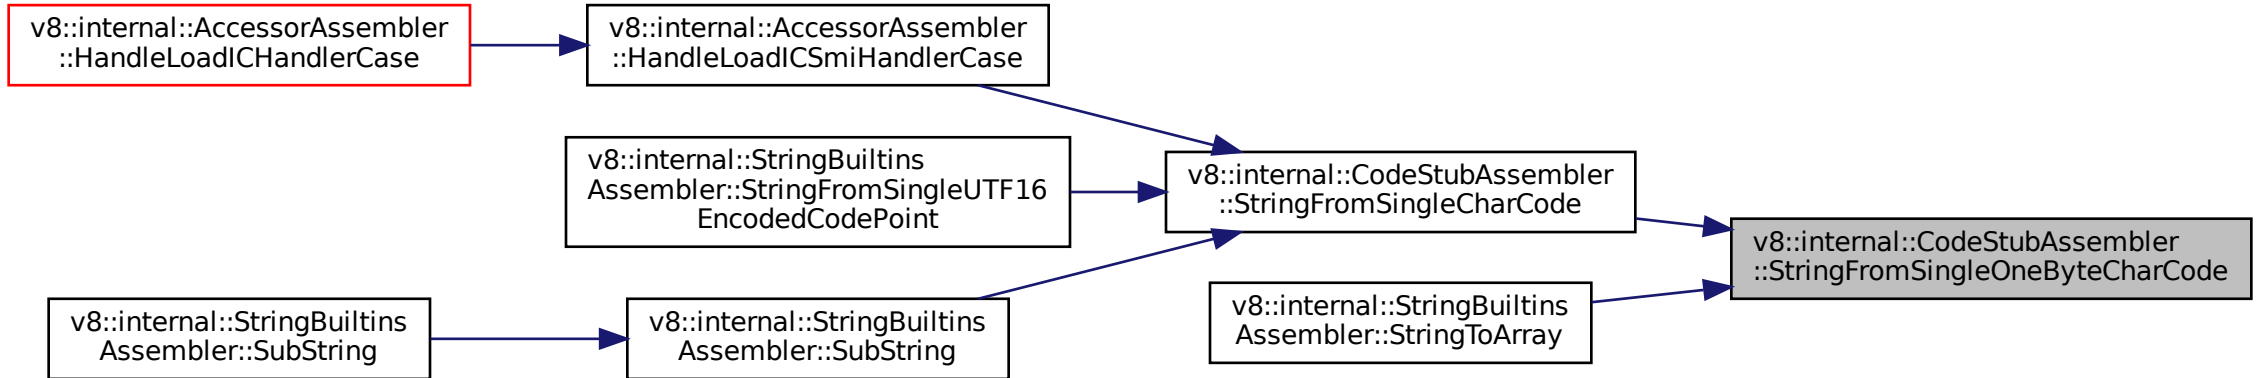 v8::internal::AccessorAssembler
::HandleLoadICHandlerCase
v8::internal::AccessorAssembler
::HandleLoadICSmiHandlerCase
v8::internal::StringBuiltins
Assembler::StringFromSingleUTF16
EncodedCodePoint
v8::internal::CodeStubAssembler
::StringFromSingleCharCode
v8::internal::CodeStubAssembler
::StringFromSingleOneByteCharCode
v8::internal::StringBuiltins
Assembler::SubString
v8::internal::StringBuiltins
Assembler::SubString
v8::internal::StringBuiltins
Assembler::StringToArray